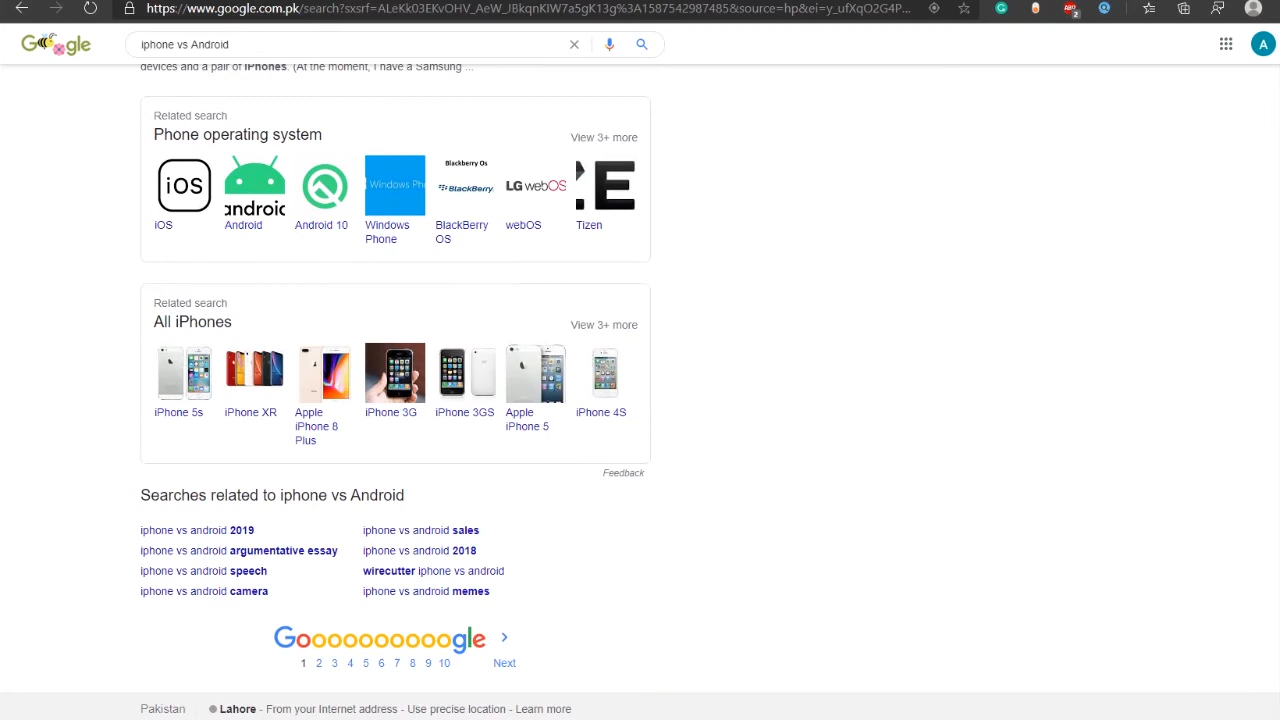 https://www.google.com.pk/search?sxsrf=ALeKk03EKvOHV_AeW_JBkqnKIW7a5gK13g%3A1587542987485&source=hp&ei=y_ufXqO2G4P...
2
Google
iphone vs Android
A
devices and a pair of iPhones. (At the moment, I have a Samsung ...
Related search
Phone operating system
View 3+ more
iOS
android
Windows Pho
Blackberry Os
BlackBerry.
LG webOS
.E
iOS
Android
Android 10
Windows Phone
BlackBerry OS
webOS
Tizen
Related search
All iPhones
View 3+ more
iPhone 5s
iPhone XR
Apple iPhone 8 Plus
iPhone 3G
iPhone 3GS
Apple iPhone 5
iPhone 4S
Feedback
Searches related to iphone vs Android
iphone vs android 2019
iphone vs android sales
iphone vs android argumentative essay
iphone vs android 2018
iphone vs android speech
wirecutter iphone vs android
iphone vs android camera
iphone vs android memes
Goooooooooogle
1 2 3 4 5 6 7 8 9 10 Next
Pakistan
Lahore - From your Internet address - Use precise location - Learn more